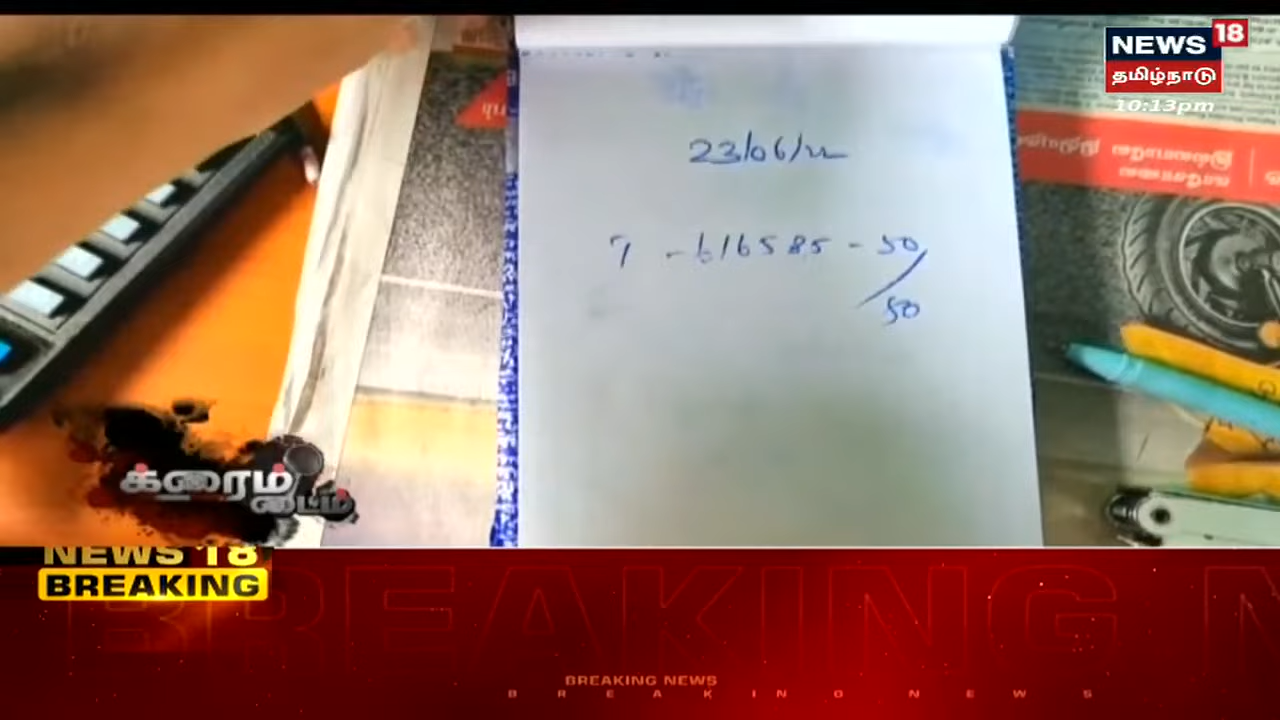 NEWS 18
தமிழ்நாடு
10:13pm
23/06/22
7 - 616585 - 50
50
க்ரைம்
டைம்
NEWS 18
BREAKING
BREAKING NEWS
BREAKING NEWS
BREAKING N